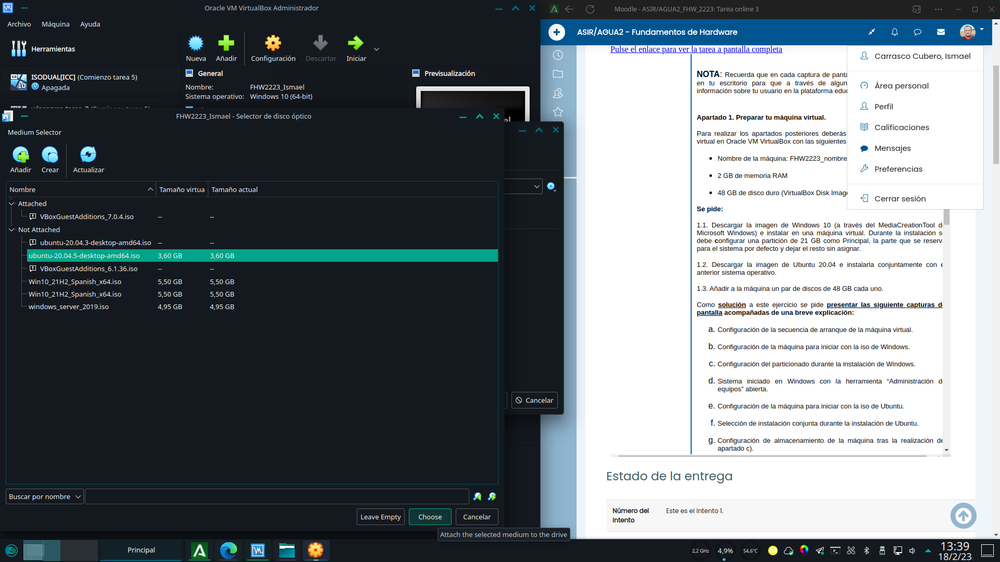 Oracle VM VirtualBox Administrador
Archivo Máquina Ayuda
Herramientas
Nueva Añadir Configuración Descartar Iniciar
ISODUAL[ICC] (Comienzo tarea 5)
Apagada
General
Nombre: FHW2223_Ismael
Sistema operativo: Windows 10 (64-bit)
Previsualización
FHW2223_Ismael - Selector de disco óptico
Medium Selector
Añadir Crear Actualizar
Nombre Tamaño virtua Tamaño actual
Attached
VBoxGuestAdditions_7.0.4.iso -- --
Not Attached
ubuntu-20.04.3-desktop-amd64.iso -- --
ubuntu-20.04.5-desktop-amd64.iso 3,60 GB 3,60 GB
VBoxGuestAdditions_6.1.36.iso -- --
Win10_21H2_Spanish_x64.iso 5,50 GB 5,50 GB
Win10_21H2_Spanish_x64.iso 5,50 GB 5,50 GB
windows_server_2019.iso 4,95 GB 4,95 GB
Buscar por nombre
Leave Empty Choose Cancelar
Attach the selected medium to the drive
Cancelar
Moodle - ASIR/AGUA2_FHW_2223: Tarea online 3
ASIR/AGUA2 - Fundamentos de Hardware
Pulse el enlace para ver la tarea a pantalla completa
NOTA: Recuerda que en cada captura de panta
en tu escritorio para que a través de algun
información sobre tu usuario en la plataforma educ
Apartado 1. Preparar tu máquina virtual.
Para realizar los apartados posteriores deberás
virtual en Oracle VM VirtualBox con las siguientes
• Nombre de la máquina: FHW2223_nombre
• 2 GB de memoria RAM
• 48 GB de disco duro (VirtualBox Disk Image
Se pide:
1.1. Descargar la imagen de Windows 10 (a través del MediaCreationTool d
Microsoft Windows) e instalar en una máquina virtual. Durante la instalación s
debe configurar una partición de 21 GB como Principal, la parte que se reserv
para el sistema por defecto y dejar el resto sin asignar.
1.2. Descargar la imagen de Ubuntu 20.04 e instalarla conjuntamente con e
anterior sistema operativo.
1.3. Añadir a la máquina un par de discos de 48 GB cada uno.
Como solución a este ejercicio se pide presentar las siguiente capturas d
pantalla acompañadas de una breve explicación:
a. Configuración de la secuencia de arranque de la máquina virtual.
b. Configuración de la máquina para iniciar con la iso de Windows.
c. Configuración del particionado durante la instalación de Windows.
d. Sistema iniciado en Windows con la herramienta “Administración d
equipos” abierta.
e. Configuración de la máquina para iniciar con la iso de Ubuntu.
f. Selección de instalación conjunta durante la instalación de Ubuntu.
g. Configuración de almacenamiento de la máquina tras la realización de
apartado c).
Carrasco Cubero, Ismael
Área personal
Perfil
Calificaciones
Mensajes
Preferencias
Cerrar sesión
Estado de la entrega
Número del Este es el intento 1.
Intento
Principal
2,2 GHz 4,9% 54,6°C
13:39
18/2/23